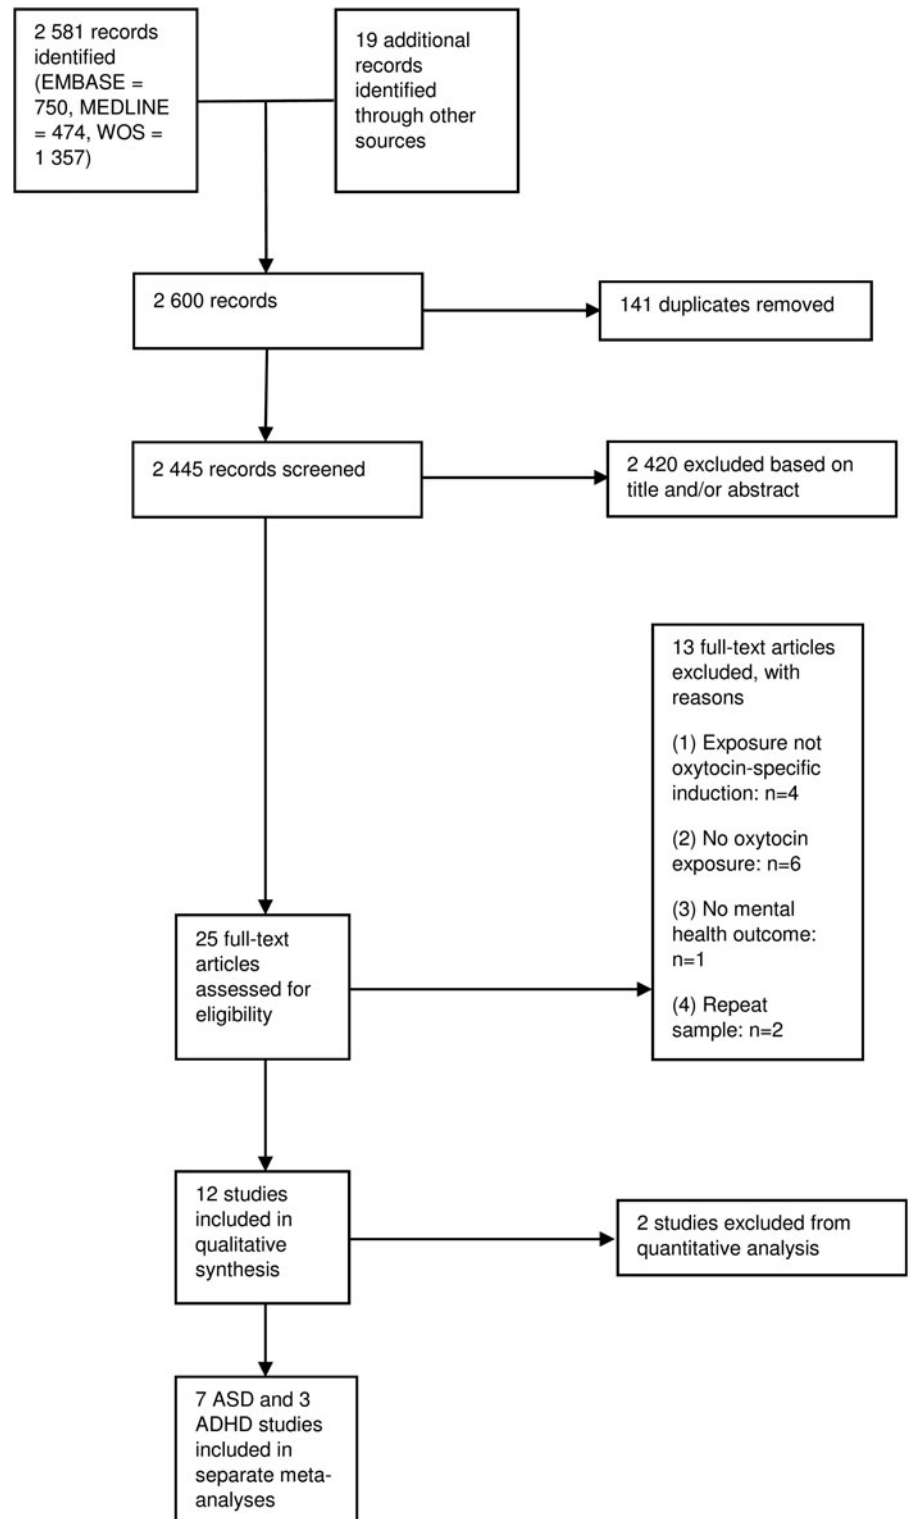 2 581 records
identified
(EMBASE =
750, MEDLINE
= 474, WOS =
1 357)
19 additional
records
identified
through other
sources
2 600 records
141 duplicates removed
2 445 records screened
2 420 excluded based on
title and/or abstract
13 full-text articles
excluded, with
reasons
(1) Exposure not
oxytocin-specific
induction: n=4
(2) No oxytocin
exposure: n=6
(3) No mental
health outcome:
n=1
(4) Repeat
sample: n=2
25 full-text
articles
assessed for
eligibility
12 studies
included in
qualitative
synthesis
2 studies excluded from
quantitative analysis
7 ASD and 3
ADHD studies
included in
separate meta-
analyses